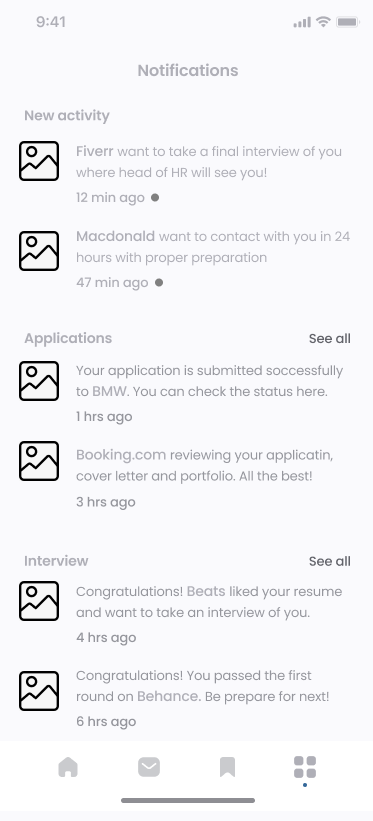 9:41
Notifications
New activity
Fiverr want to take a final interview of you
where head of HR will see you!
12 min ago
Macdonald want to contact with you in 24
hours with proper preparation
47 min ago
Applications See all
Your application is submitted soccessfully
to BMW. You can check the status here.
1 hrs ago
Booking.com reviewing your applicatin,
cover letter and portfolio. All the best!
3 hrs ago
Interview See all
Congratulations! Beats liked your resume
and want to take an interview of you.
4 hrs ago
Congratulations! You passed the first
round on Behance. Be prepare for next!
6 hrs ago